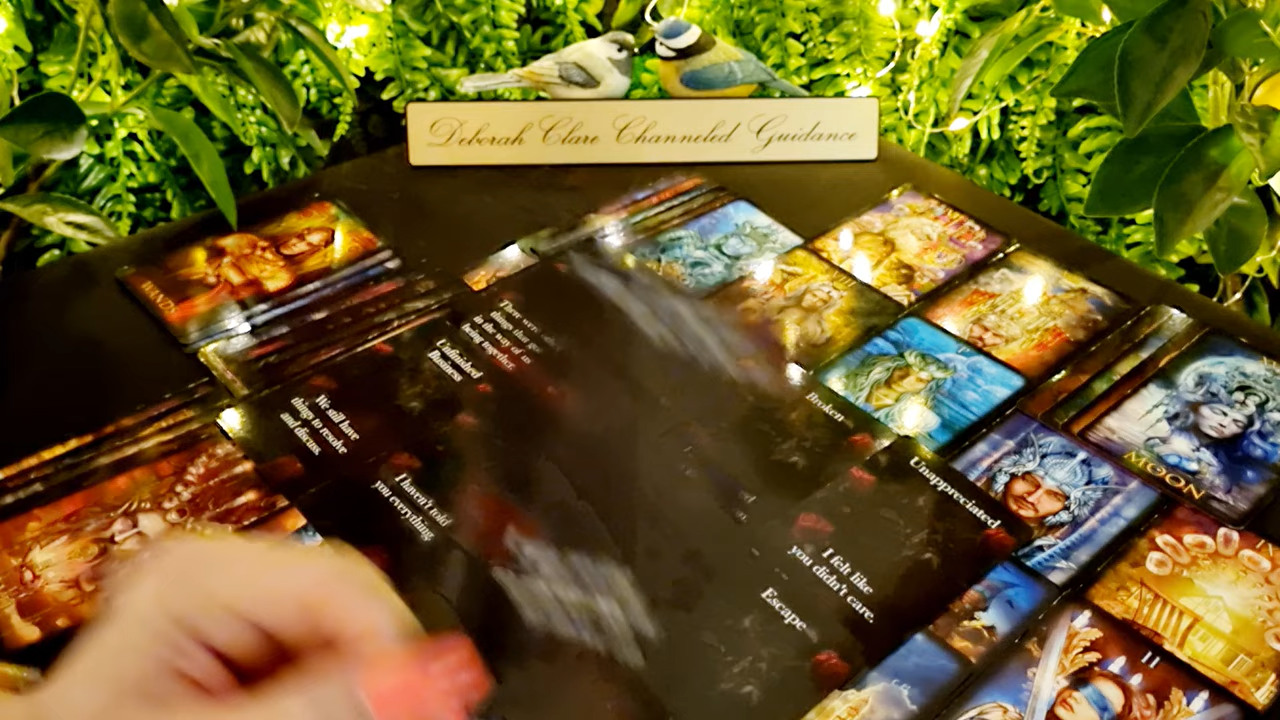 Deborah Clare Channeled Guidance
There were
things that got
in the way of us
being together.
Unfinished
Business
We still have
things to resolve
and discuss.
I haven't told
you everything
Broken
Unappreciated
I felt like
you didn't care.
Escape
MOON
II